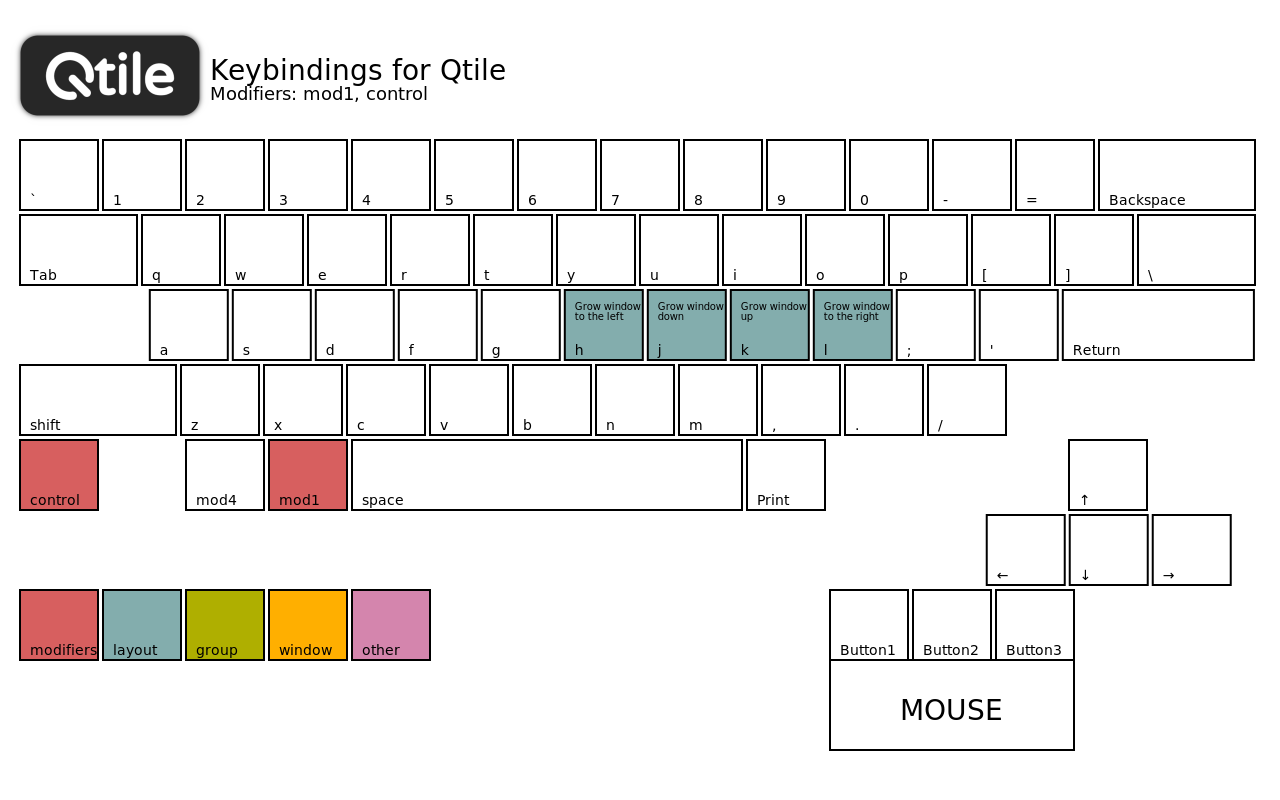 Qtile
Keybindings for Qtile
Modifiers: mod1, control
` 1 2 3 4 5 6 7 8 9 0 - = Backspace
Tab q w e r t y u i o p [ ] \
Grow window Grow window Grow window Grow window
to the left down up to the right
a s d f g h j k l ; ' Return
shift z x c v b n m , . /
control mod4 mod1 space Print ↑
← ↓ →
modifiers layout group window other Button1 Button2 Button3
MOUSE